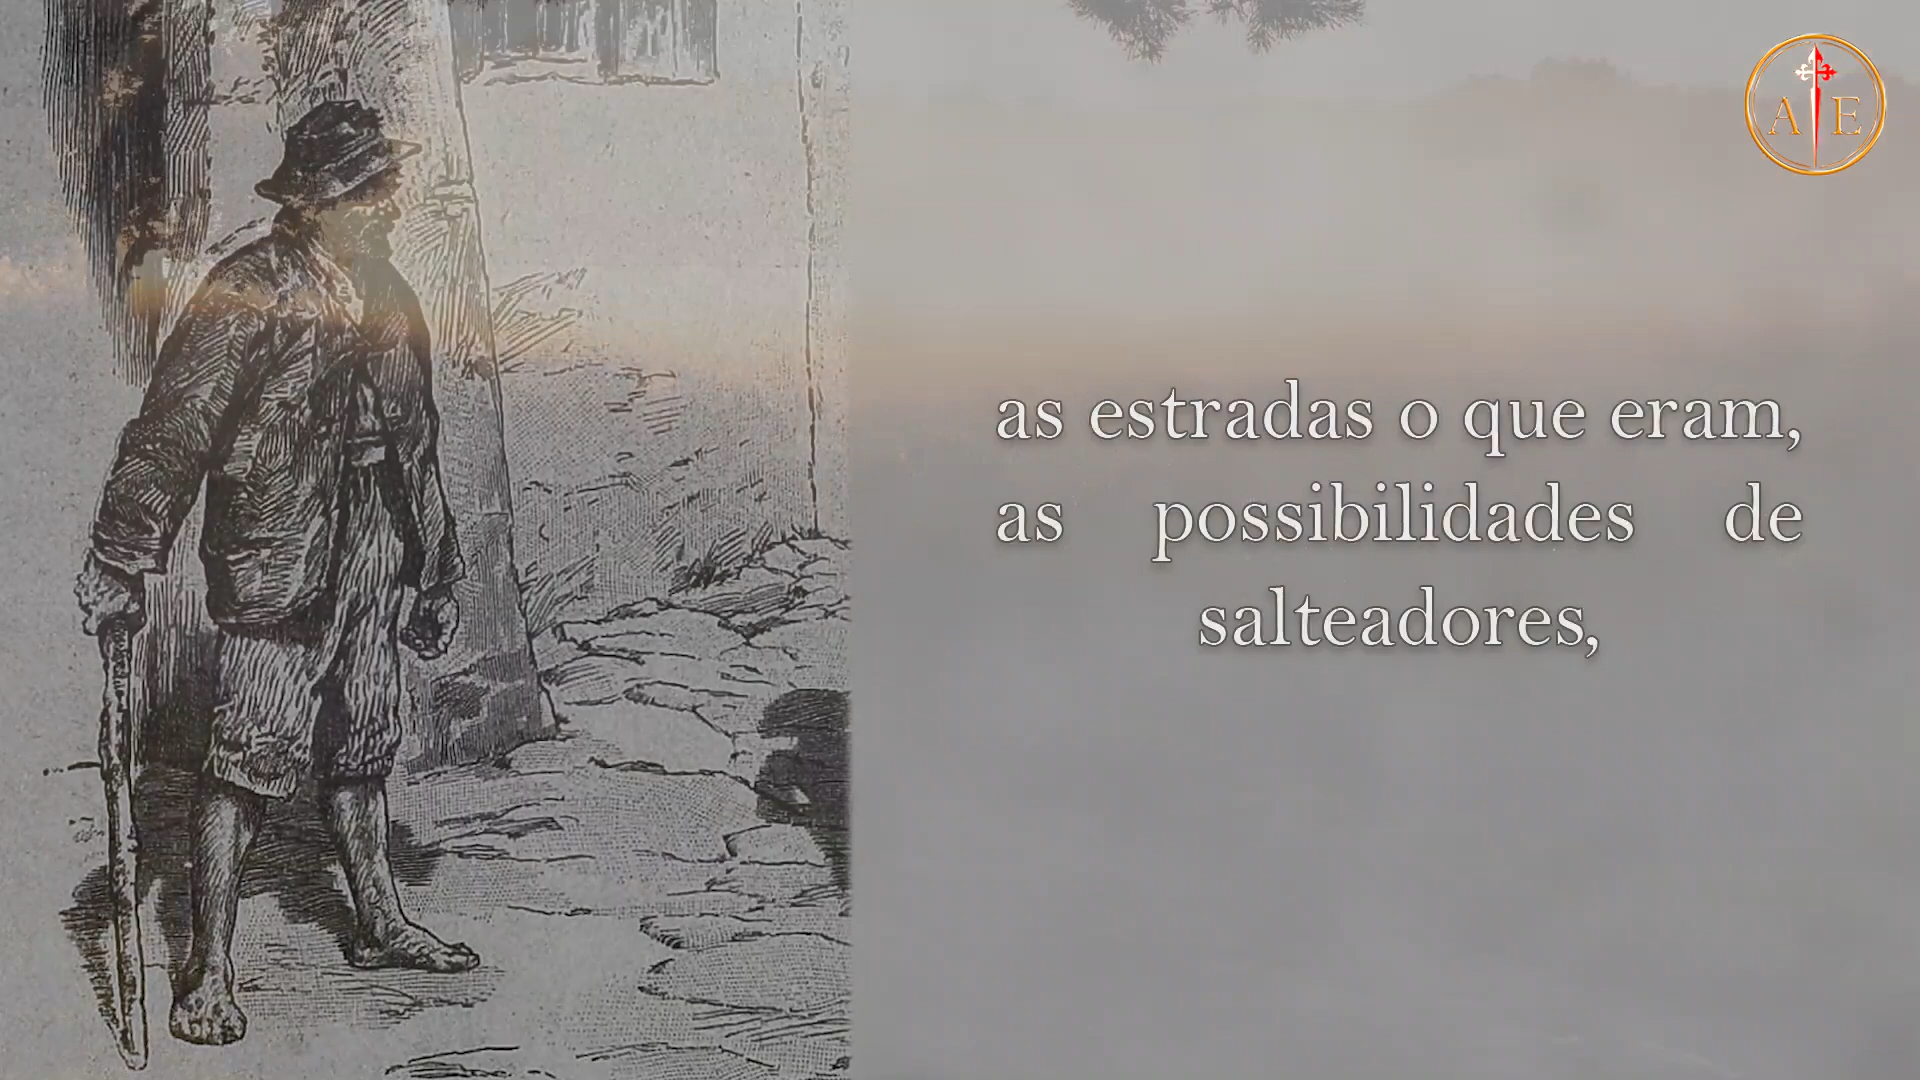 A E
as estradas o que eram,
as possibilidades de
salteadores,